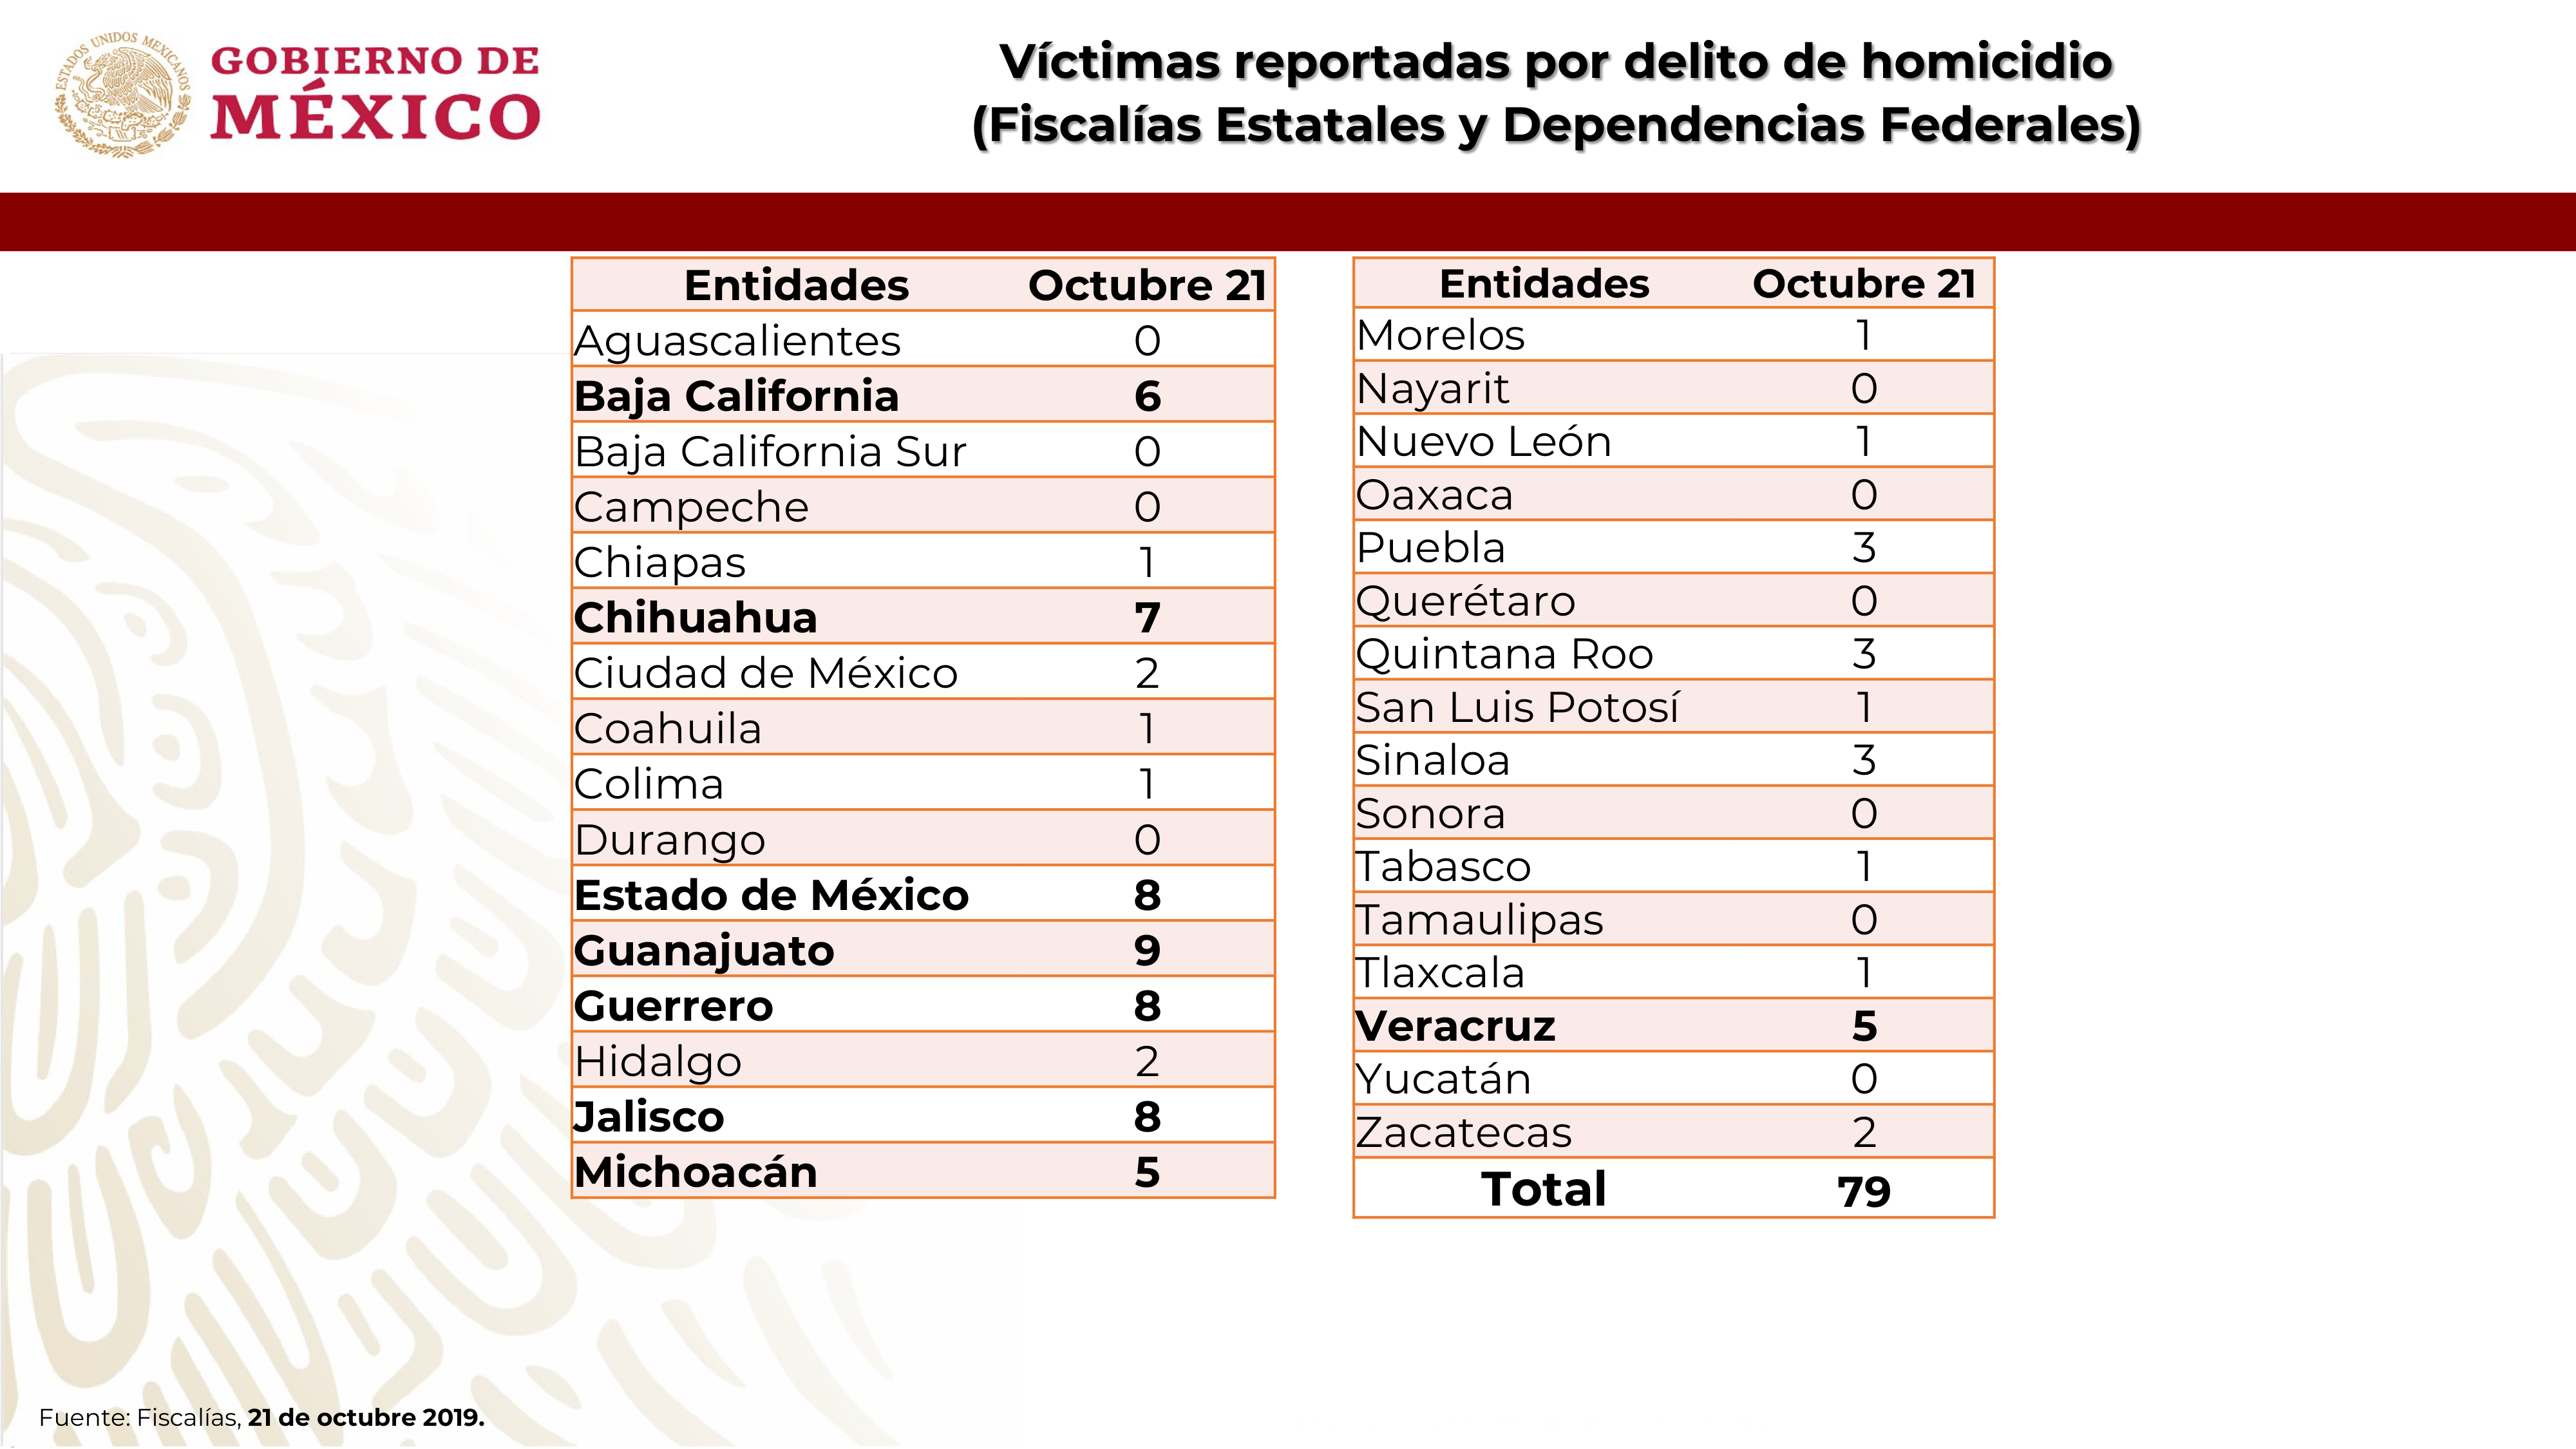 ESTADOS UNIDOS MEXICANOS
GOBIERNO DE
MÉXICO
Víctimas reportadas por delito de homicidio
(Fiscalías Estatales y Dependencias Federales)
Entidades Octubre 21
Aguascalientes 0
Baja California 6
Baja California Sur 0
Campeche 0
Chiapas 1
Chihuahua 7
Ciudad de México 2
Coahuila 1
Colima 1
Durango 0
Estado de México 8
Guanajuato 9
Guerrero 8
Hidalgo 2
Jalisco 8
Michoacán 5
Entidades Octubre 21
Morelos 1
Nayarit 0
Nuevo León 1
Oaxaca 0
Puebla 3
Querétaro 0
Quintana Roo 3
San Luis Potosí 1
Sinaloa 3
Sonora 0
Tabasco 1
Tamaulipas 0
Tlaxcala 1
Veracruz 5
Yucatán 0
Zacatecas 2
Total 79
Fuente: Fiscalías, 21 de octubre 2019.